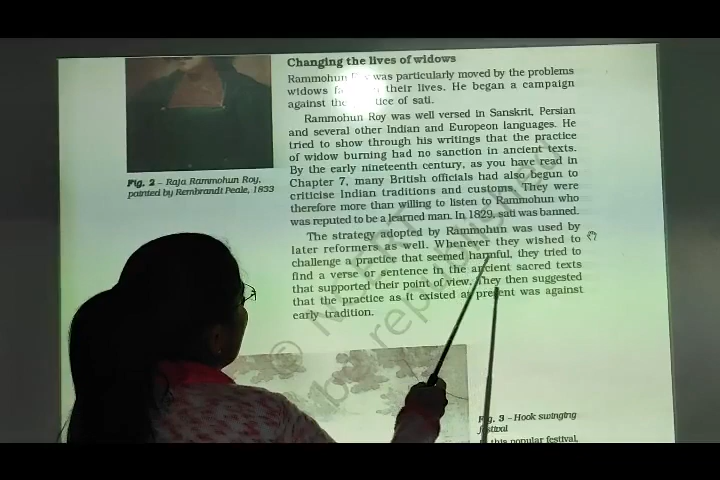 Changing the lives of widows
Rammohun was particularly moved by the problems
widows their lives. He began a campaign
against the of sati.
Rammohun Roy was well versed in Sanskrit, Persian
and several other Indian and Europeon languages. He
tried to show through his writings that the practice
of widow burning had no sanction in ancient texts.
By the early nineteenth century, as you have read in
Chapter 7, many British officials had also begun to
criticise Indian traditions and customs. They were
therefore more than willing to listen to Rammohun who
was reputed to be a learned man. In 1829, sati was banned.
The strategy adopted by Rammohun was used by
later reformers as well. Whenever they wished to
challenge a practice that seemed harmful, they tried to
find a verse or sentence in the ancient sacred texts
that supported their point of view. They then suggested
that the practice as it existed at present was against
early tradition.
Fig. 2 – Raja Rammohun Roy,
painted by Rembrandt Peale, 1833
Fig. 3 – Hook swinging
festival
this popular festival,
© NCERT
be republished